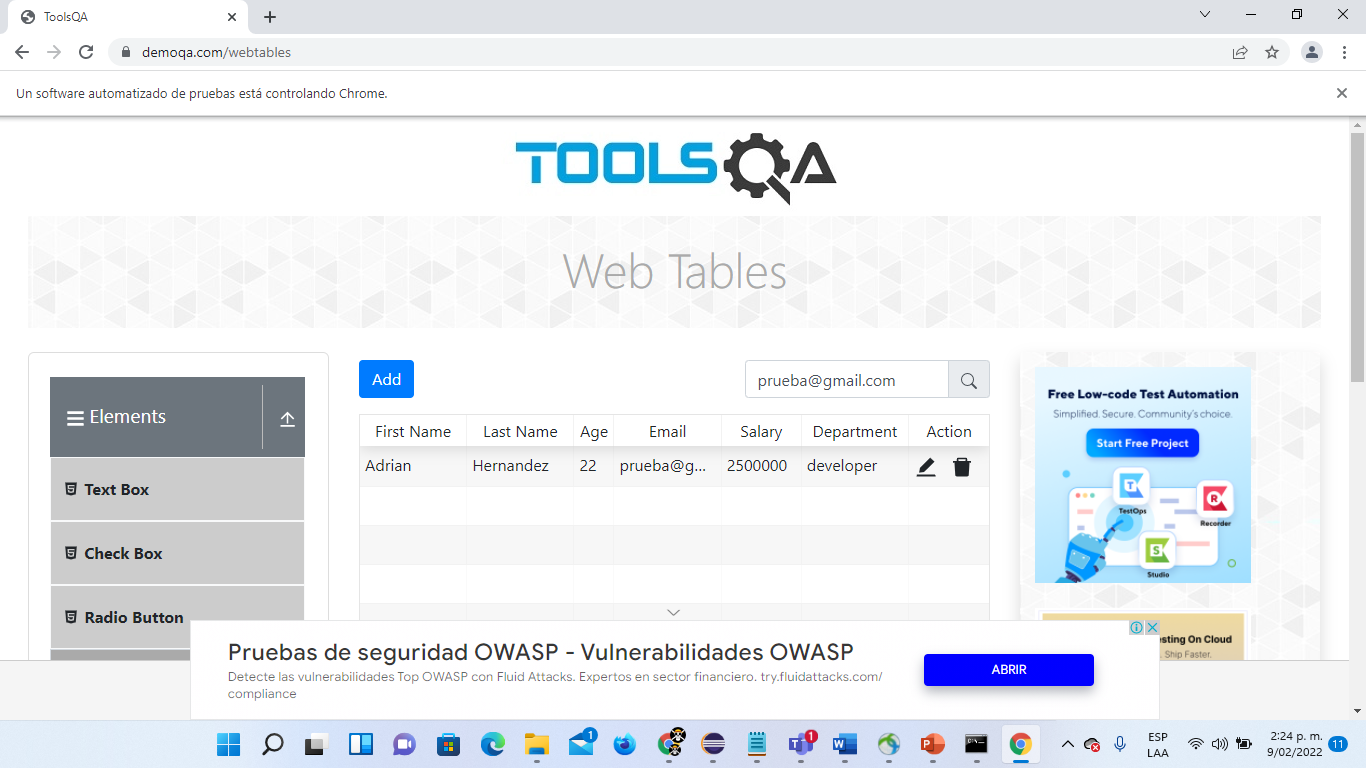 ToolsQA
demoqa.com/webtables
Un software automatizado de pruebas está controlando Chrome.
TOOLSQA
Web Tables
Elements
Text Box
Check Box
Radio Button
Add
prueba@gmail.com
First Name Last Name Age Email Salary Department Action
Adrian Hernandez 22 prueba@g... 2500000 developer
Free Low-code Test Automation
Simplified. Secure. Community's choice.
Start Free Project
TestOps
Recorder
Studio
esting On Cloud
. Ship Faster.
Pruebas de seguridad OWASP - Vulnerabilidades OWASP
Detecte las vulnerabilidades Top OWASP con Fluid Attacks. Expertos en sector financiero. try.fluidattacks.com/
compliance
ABRIR
1
1
ESP
LAA
2:24 p. m.
9/02/2022
11